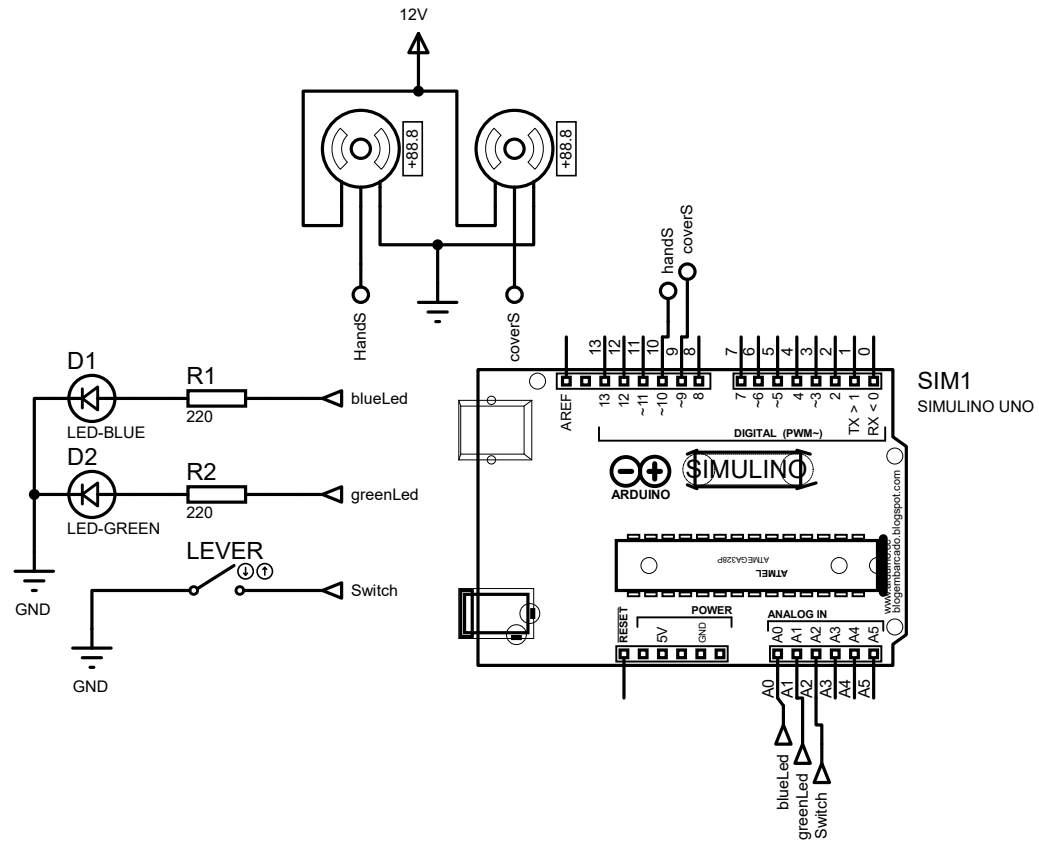 12V
+88.8
+88.8
HandS
coverS
handS
coverS
D1
LED-BLUE
R1
220
blueLed
D2
LED-GREEN
R2
220
greenLed
LEVER
Switch
GND
GND
13
12
11
10
9
8
7
6
5
4
3
2
1
0
AREF
13
12
~11
~10
~9
8
7
~6
~5
4
~3
2
TX > 1
RX < 0
DIGITAL (PWM~)
SIM1
SIMULINO UNO
ARDUINO
SIMULINO
ATMEGA328P
ATMEL
blogembarcado.blogspot.com
RESET
5V
POWER
GND
ANALOG IN
A0
A1
A2
A3
A4
A5
A0
A1
A2
A3
A4
A5
blueLed
greenLed
Switch